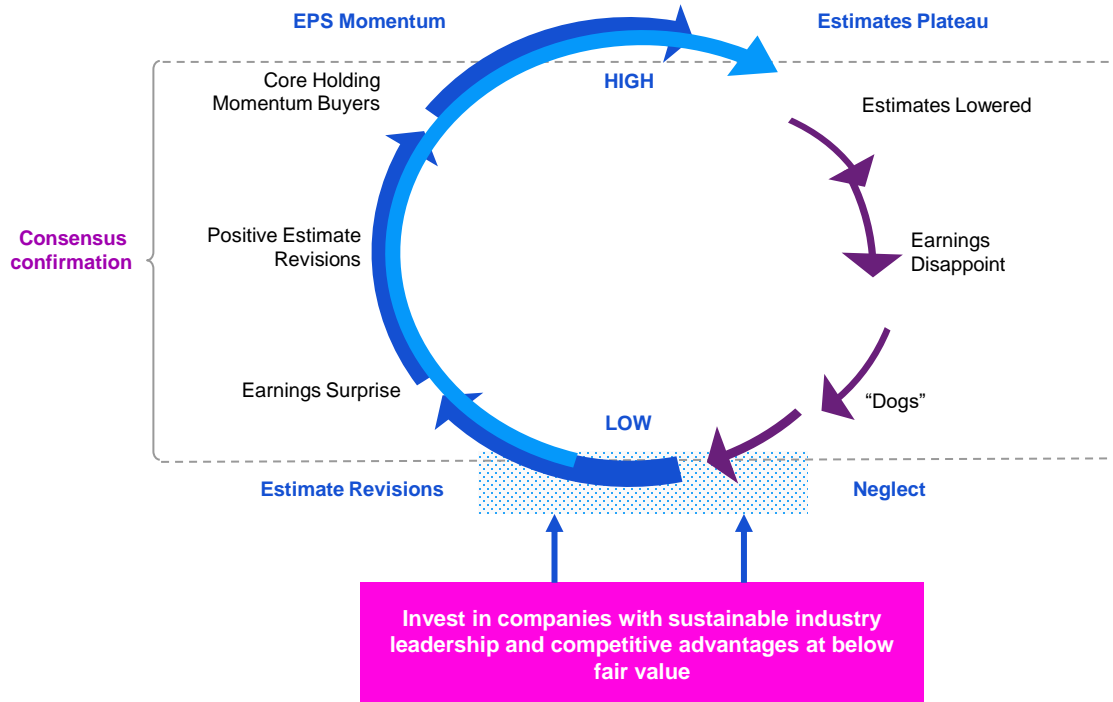 EPS Momentum
Estimates Plateau
Core Holding
Momentum Buyers
HIGH
Estimates Lowered
Consensus
confirmation
Positive Estimate
Revisions
Earnings
Disappoint
Earnings Surprise
LOW
“Dogs”
Estimate Revisions
Neglect
Invest in companies with sustainable industry
leadership and competitive advantages at below
fair value